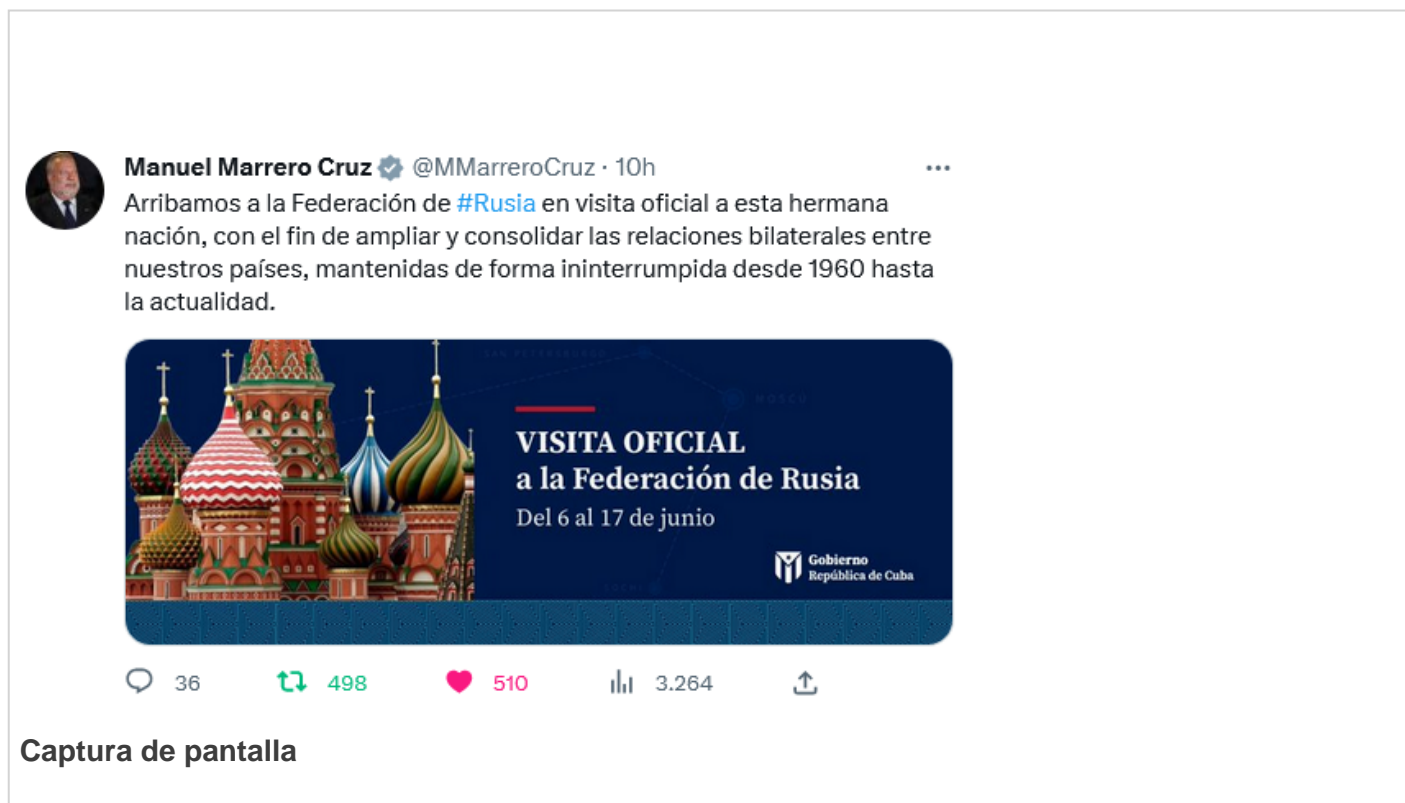 Manuel Marrero Cruz @MMarreroCruz · 10h
Arribamos a la Federación de #Rusia en visita oficial a esta hermana
nación, con el fin de ampliar y consolidar las relaciones bilaterales entre
nuestros países, mantenidas de forma ininterrumpida desde 1960 hasta
la actualidad.
SAN PETERSBURGO
MOSCÚ
VISITA OFICIAL
a la Federación de Rusia
Del 6 al 17 de junio
Gobierno
República de Cuba
36 498 510 3.264
Captura de pantalla